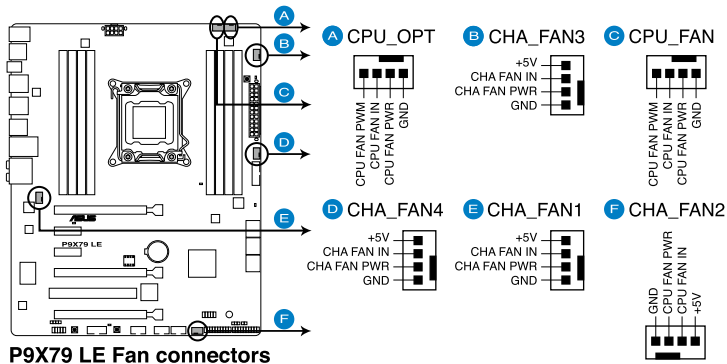 A
B
C
D
E
F
ASUS
P9X79 LE
P9X79 LE Fan connectors
A CPU_OPT
CPU FAN PWM
CPU FAN IN
CPU FAN PWR
GND
B CHA_FAN3
+5V
CHA FAN IN
CHA FAN PWR
GND
C CPU_FAN
CPU FAN PWM
CPU FAN IN
CPU FAN PWR
GND
D CHA_FAN4
+5V
CHA FAN IN
CHA FAN PWR
GND
E CHA_FAN1
+5V
CHA FAN IN
CHA FAN PWR
GND
F CHA_FAN2
GND
CPU FAN PWR
CPU FAN IN
+5V